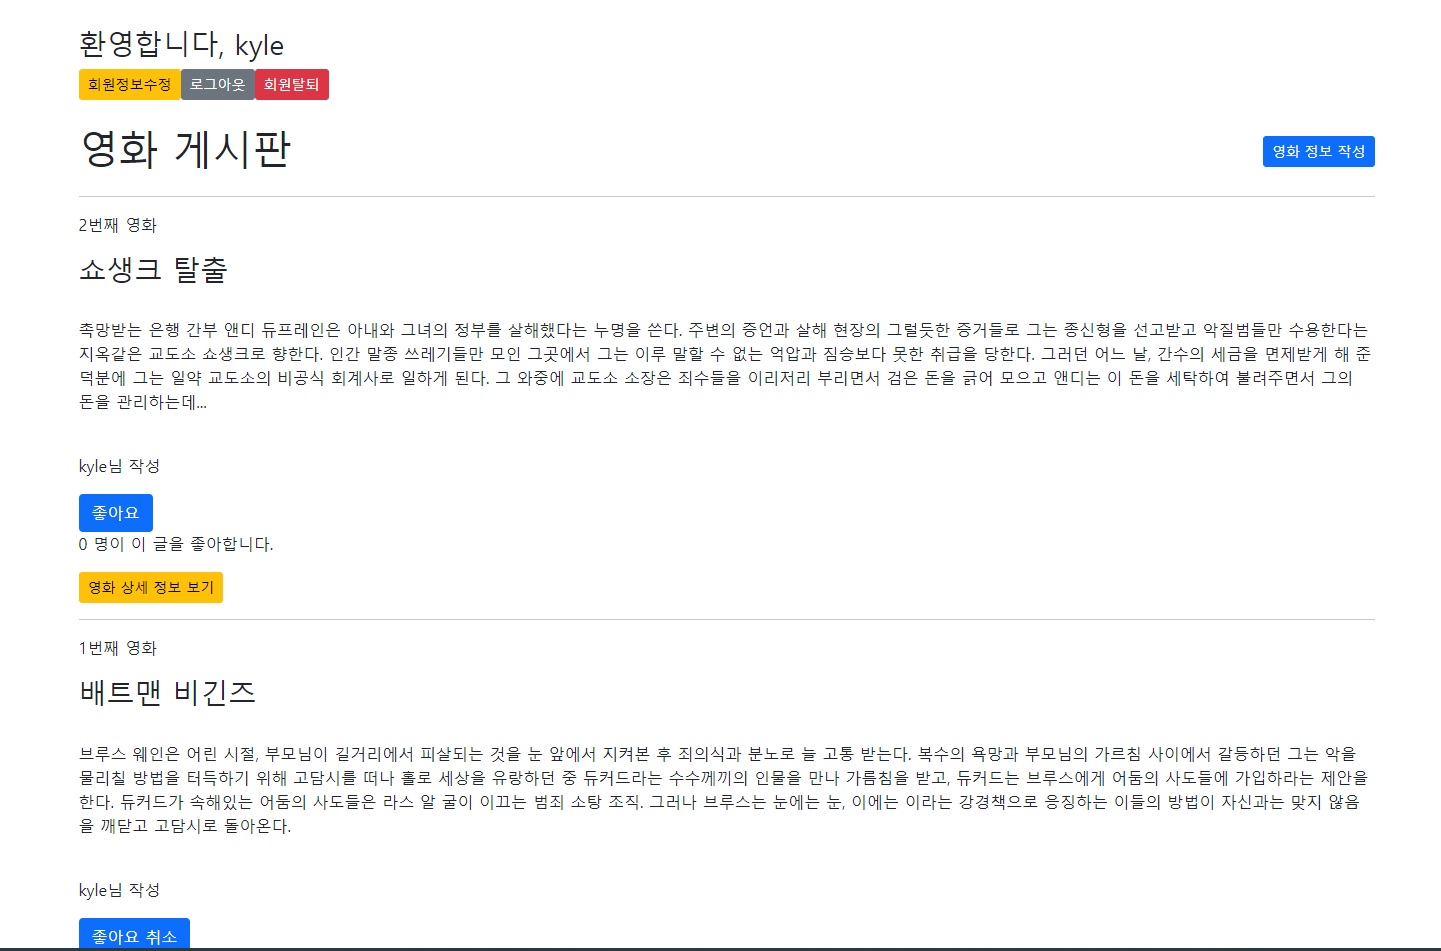 환영합니다, kyle
회원정보수정 로그아웃 회원탈퇴
영화 게시판
영화 정보 작성
2번째 영화
쇼생크 탈출
족망받는 은행 간부 앤디 듀프레인은 아내와 그녀의 정부를 살해했다는 누명을 쓴다. 주변의 증언과 살해 현장의 그럴듯한 증거들로 그는 종신형을 선고받고 악질범들만 수용한다는
지옥같은 교도소 쇼생크로 향한다. 인간 말종 쓰레기들만 모인 그곳에서 그는 이루 말할 수 없는 억압과 짐승보다 못한 취급을 당한다. 그러던 어느 날, 간수의 세금을 면제받게 해 준
덕분에 그는 일약 교도소의 비공식 회계사로 일하게 된다. 그 와중에 교도소 소장은 죄수들을 이리저리 부리면서 검은 돈을 긁어 모으고 앤디는 이 돈을 세탁하여 불려주면서 그의
돈을 관리하는데...
kyle님 작성
좋아요
0 명이 이 글을 좋아합니다.
영화 상세 정보 보기
1번째 영화
배트맨 비긴즈
브루스 웨인은 어린 시절, 부모님이 길거리에서 피살되는 것을 눈 앞에서 지켜본 후 죄의식과 분노로 늘 고통 받는다. 복수의 욕망과 부모님의 가르침 사이에서 갈등하던 그는 악을
물리칠 방법을 터득하기 위해 고담시를 떠나 홀로 세상을 유랑하던 중 듀커드라는 수수께끼의 인물을 만나 가름침을 받고, 듀커드는 브루스에게 어둠의 사도들에 가입하라는 제안을
한다. 듀커드가 속해있는 어둠의 사도들은 라스 알 굴이 이끄는 범죄 소탕 조직. 그러나 브루스는 눈에는 눈, 이에는 이라는 강경책으로 응징하는 이들의 방법이 자신과는 맞지 않음
을 깨닫고 고담시로 돌아온다.
kyle님 작성
좋아요 취소